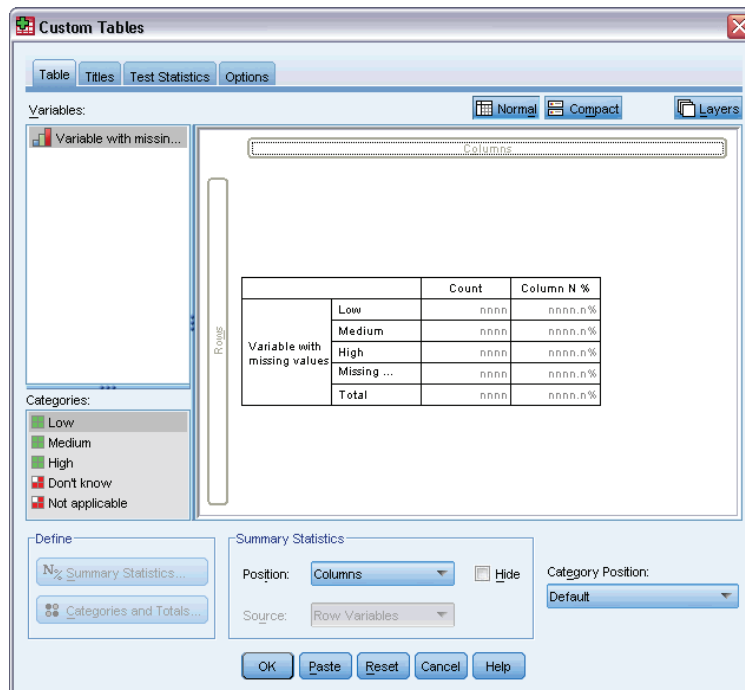 Custom Tables
Table Titles Test Statistics Options
Variables:
Normal Compact Layers
Variable with missin...
Columns
Rows
Count Column N %
Variable with missing values
Low nnnn nnnn.n%
Medium nnnn nnnn.n%
High nnnn nnnn.n%
Missing ... nnnn nnnn.n%
Total nnnn nnnn.n%
Categories:
Low
Medium
High
Don't know
Not applicable
Define
N% Summary Statistics...
Categories and Totals...
Summary Statistics
Position: Columns Hide
Source: Row Variables
Category Position:
Default
OK Paste Reset Cancel Help